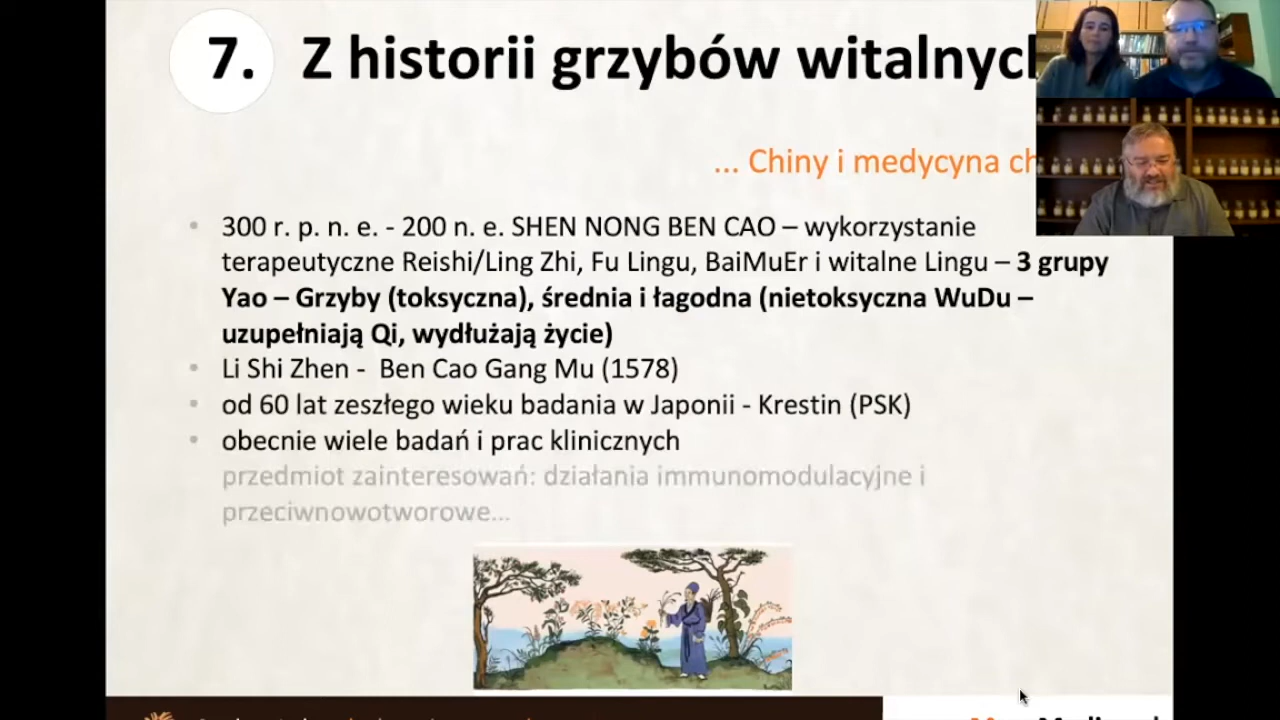 7. Z historii grzybów witalnych
... Chiny i medycyna ch
300 r. p. n. e. - 200 n. e. SHEN NONG BEN CAO – wykorzystanie
terapeutyczne Reishi/Ling Zhi, Fu Lingu, BaiMuEr i witalne Lingu – 3 grupy
Yao – Grzyby (toksyczna), średnia i łagodna (nietoksyczna WuDu –
uzupełniają Qi, wydłużają życie)
Li Shi Zhen - Ben Cao Gang Mu (1578)
od 60 lat zeszłego wieku badania w Japonii - Krestin (PSK)
obecnie wiele badań i prac klinicznych
przedmiot zainteresowań: działania immunomodulacyjne i
przeciwnowotworowe...